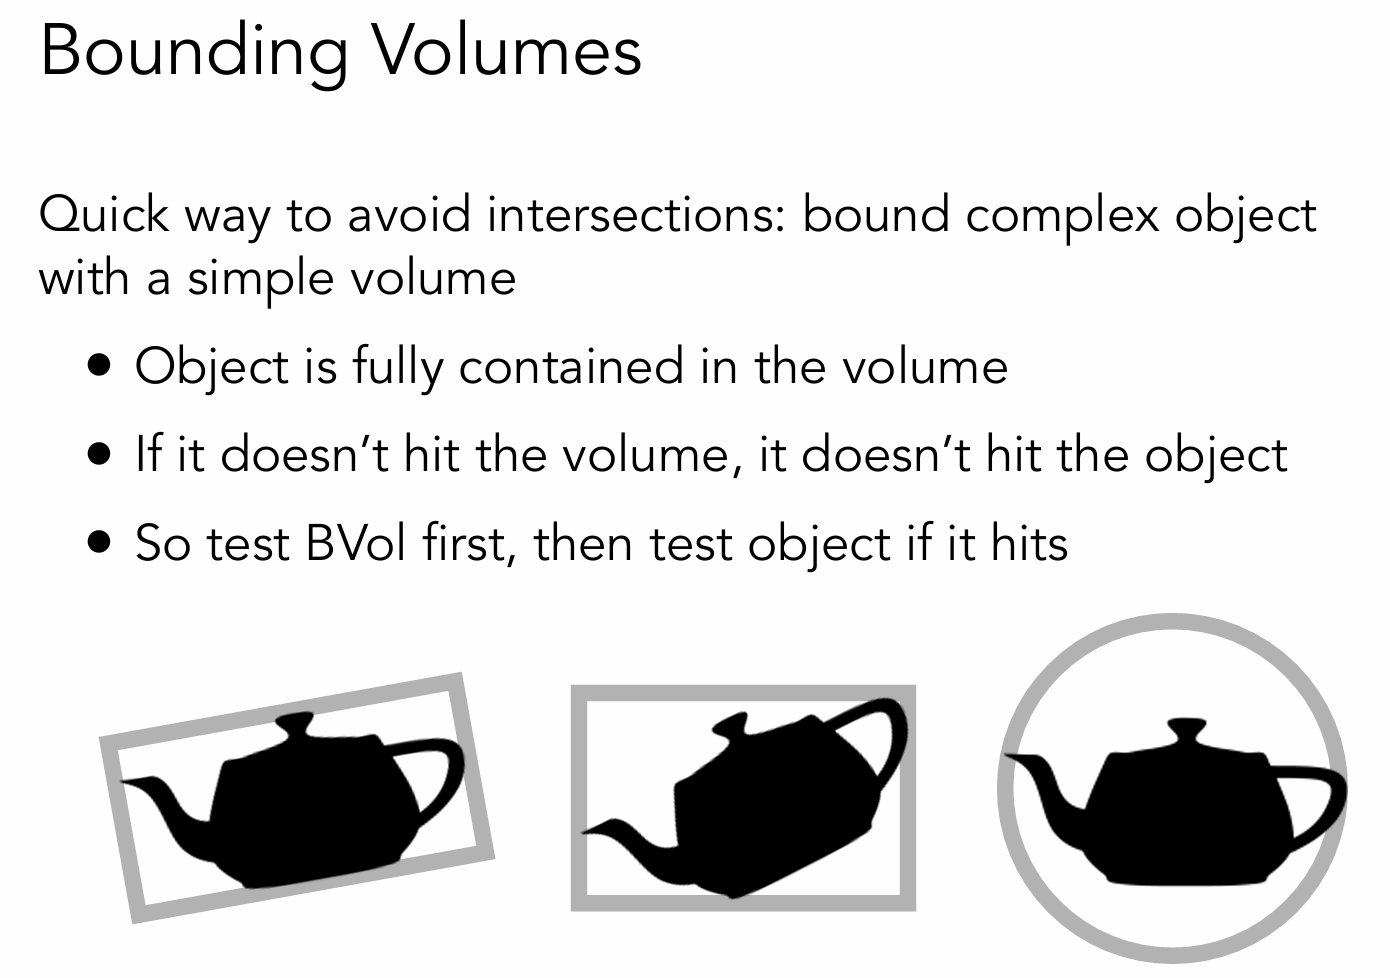 Bounding Volumes
Quick way to avoid intersections: bound complex object
with a simple volume
• Object is fully contained in the volume
• If it doesn’t hit the volume, it doesn’t hit the object
• So test BVol first, then test object if it hits